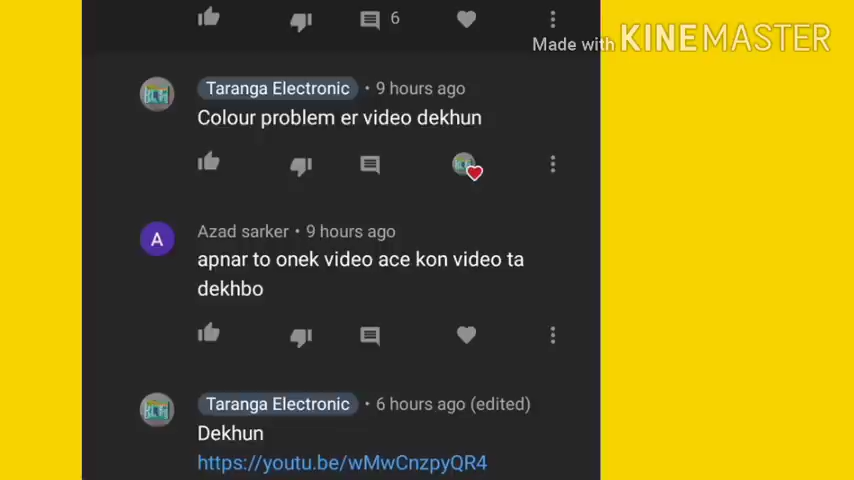 6
Made with KINEMASTER
Taranga Electronic • 9 hours ago
Colour problem er video dekhun
A
Azad sarker • 9 hours ago
apnar to onek video ace kon video ta
dekhbo
Taranga Electronic • 6 hours ago (edited)
Dekhun
https://youtu.be/wMwCnzpyQR4